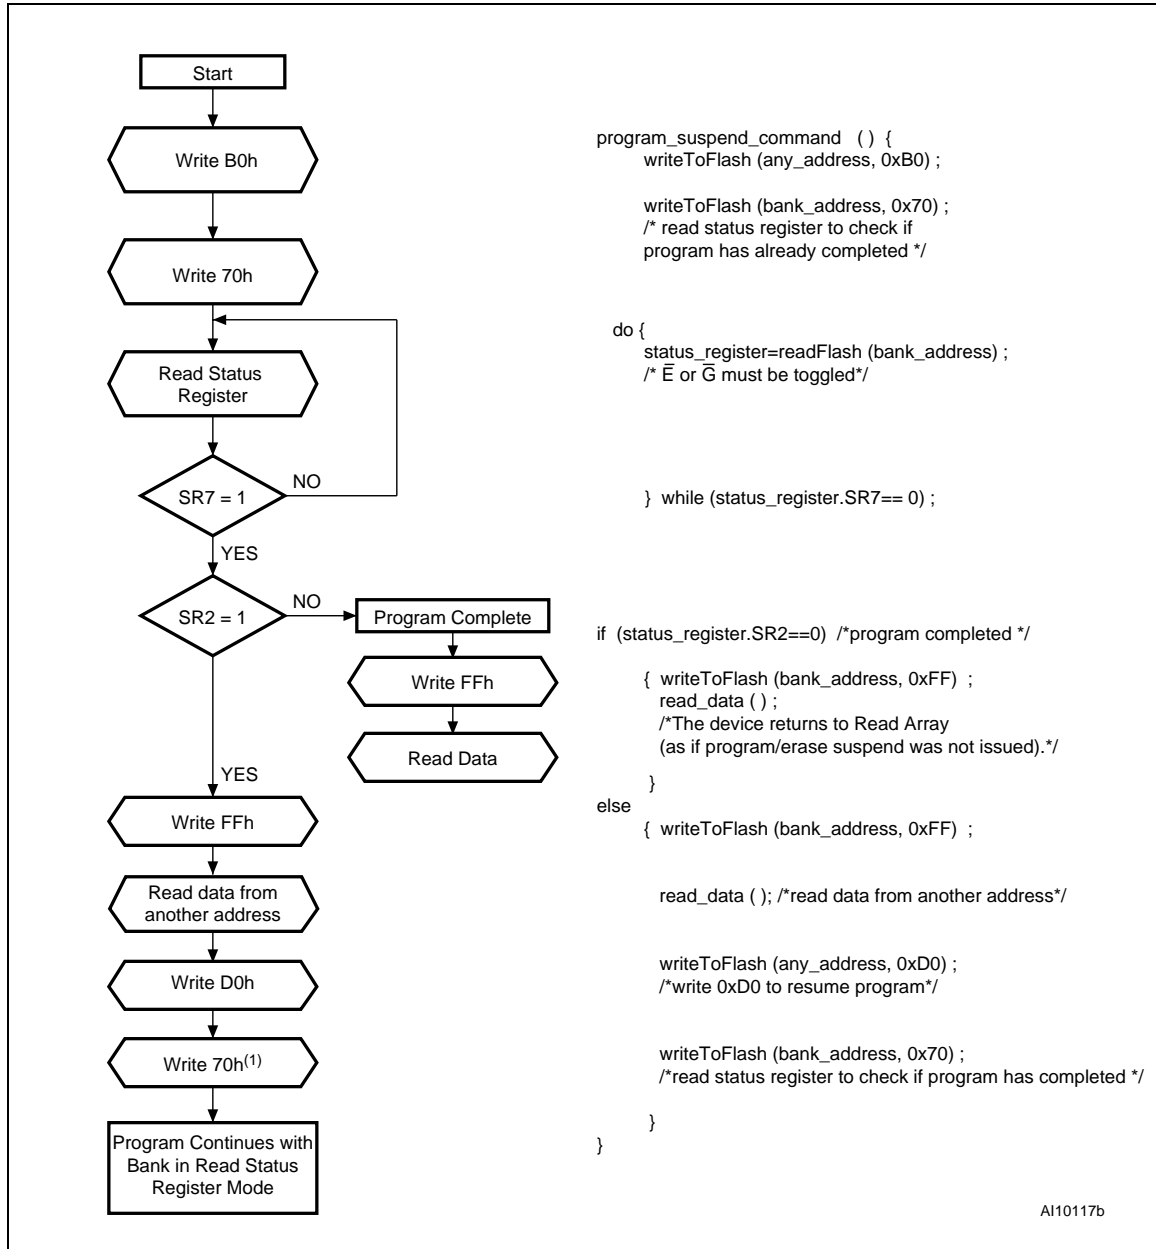 Start
Write B0h
Write 70h
Read Status
Register
NO
SR7 = 1
YES
NO
SR2 = 1
Program Complete
Write FFh
Read Data
YES
Write FFh
Read data from
another address
Write D0h
Write 70h(1)
Program Continues with
Bank in Read Status
Register Mode
program_suspend_command ( ) {
writeToFlash (any_address, 0xB0) ;
writeToFlash (bank_address, 0x70) ;
/* read status register to check if
program has already completed */
do {
status_register=readFlash (bank_address) ;
/* E̅ or G̅ must be toggled*/
} while (status_register.SR7== 0) ;
if (status_register.SR2==0) /*program completed */
{ writeToFlash (bank_address, 0xFF) ;
read_data ( ) ;
/*The device returns to Read Array
(as if program/erase suspend was not issued).*/
}
else
{ writeToFlash (bank_address, 0xFF) ;
read_data ( ); /*read data from another address*/
writeToFlash (any_address, 0xD0) ;
/*write 0xD0 to resume program*/
writeToFlash (bank_address, 0x70) ;
/*read status register to check if program has completed */
}
}
AI10117b